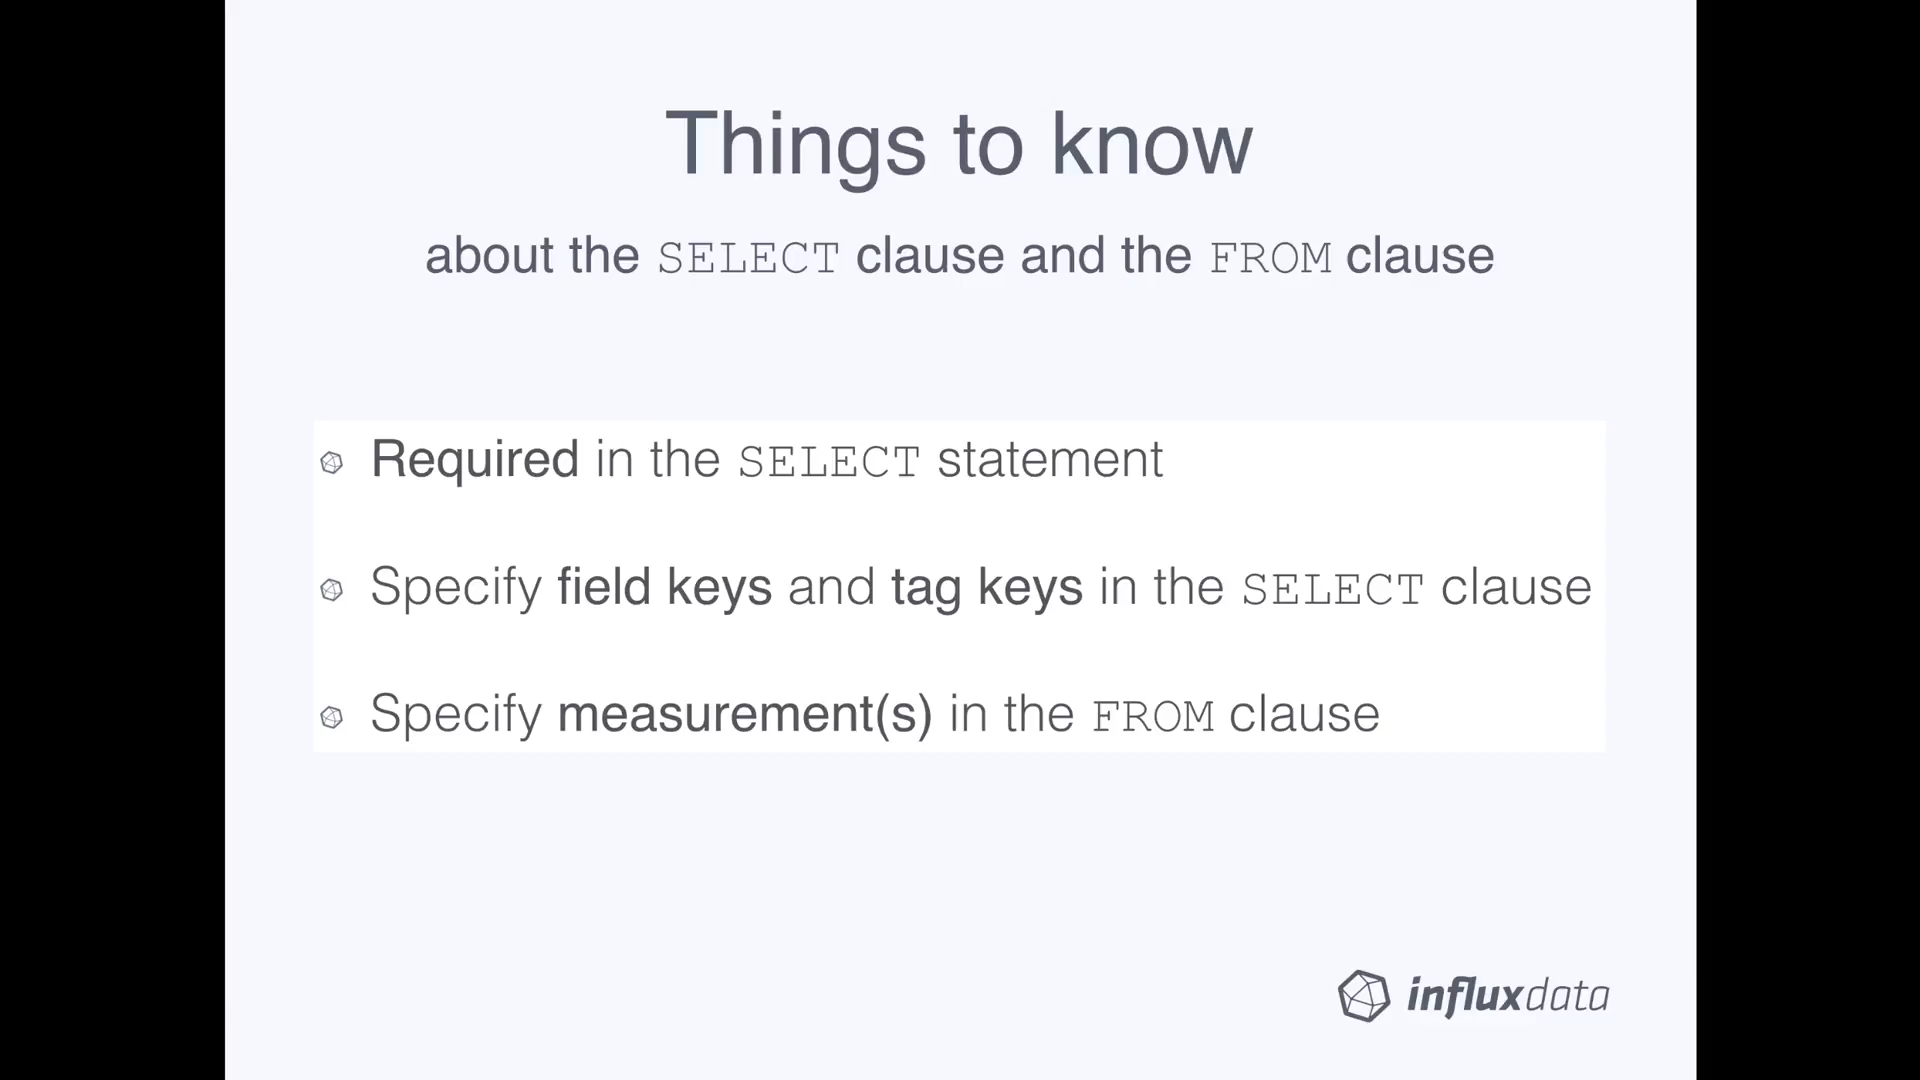 Things to know
about the SELECT clause and the FROM clause
Required in the SELECT statement
Specify field keys and tag keys in the SELECT clause
Specify measurement(s) in the FROM clause
influxdata